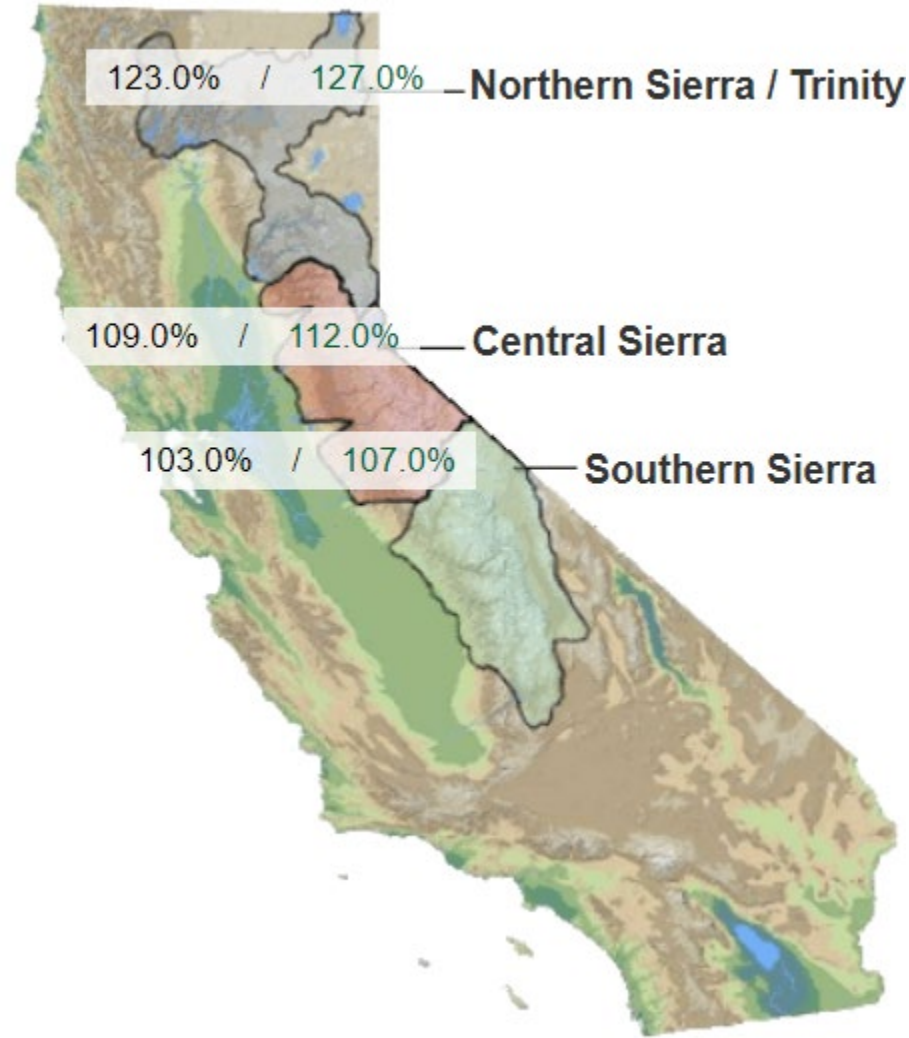 123.0% / 127.0% Northern Sierra / Trinity
109.0% / 112.0% Central Sierra
103.0% / 107.0% Southern Sierra